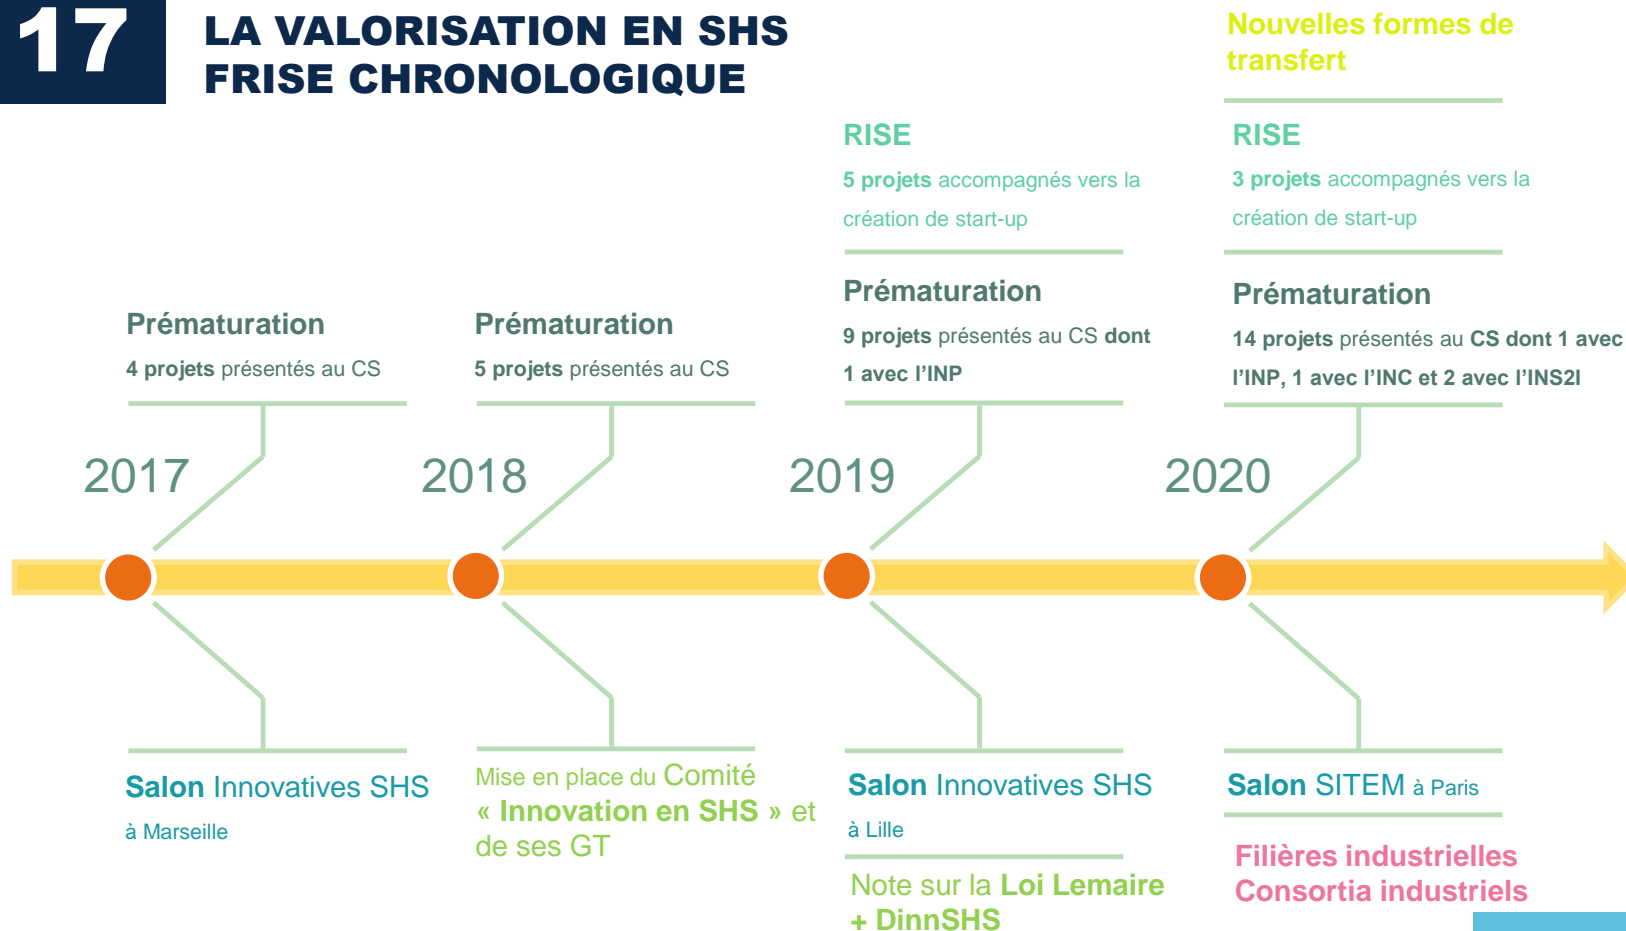 17
LA VALORISATION EN SHS
FRISE CHRONOLOGIQUE
Nouvelles formes de
transfert
RISE
5 projets accompagnés vers la
création de start-up
RISE
3 projets accompagnés vers la
création de start-up
Prématuration
4 projets présentés au CS
Prématuration
5 projets présentés au CS
Prématuration
9 projets présentés au CS dont
1 avec l’INP
Prématuration
14 projets présentés au CS dont 1 avec
l’INP, 1 avec l’INC et 2 avec l’INS2I
2017
2018
2019
2020
Salon Innovatives SHS
à Marseille
Mise en place du Comité
« Innovation en SHS » et
de ses GT
Salon Innovatives SHS
à Lille
Note sur la Loi Lemaire
+ DinnSHS
Salon SITEM à Paris
Filières industrielles
Consortia industriels